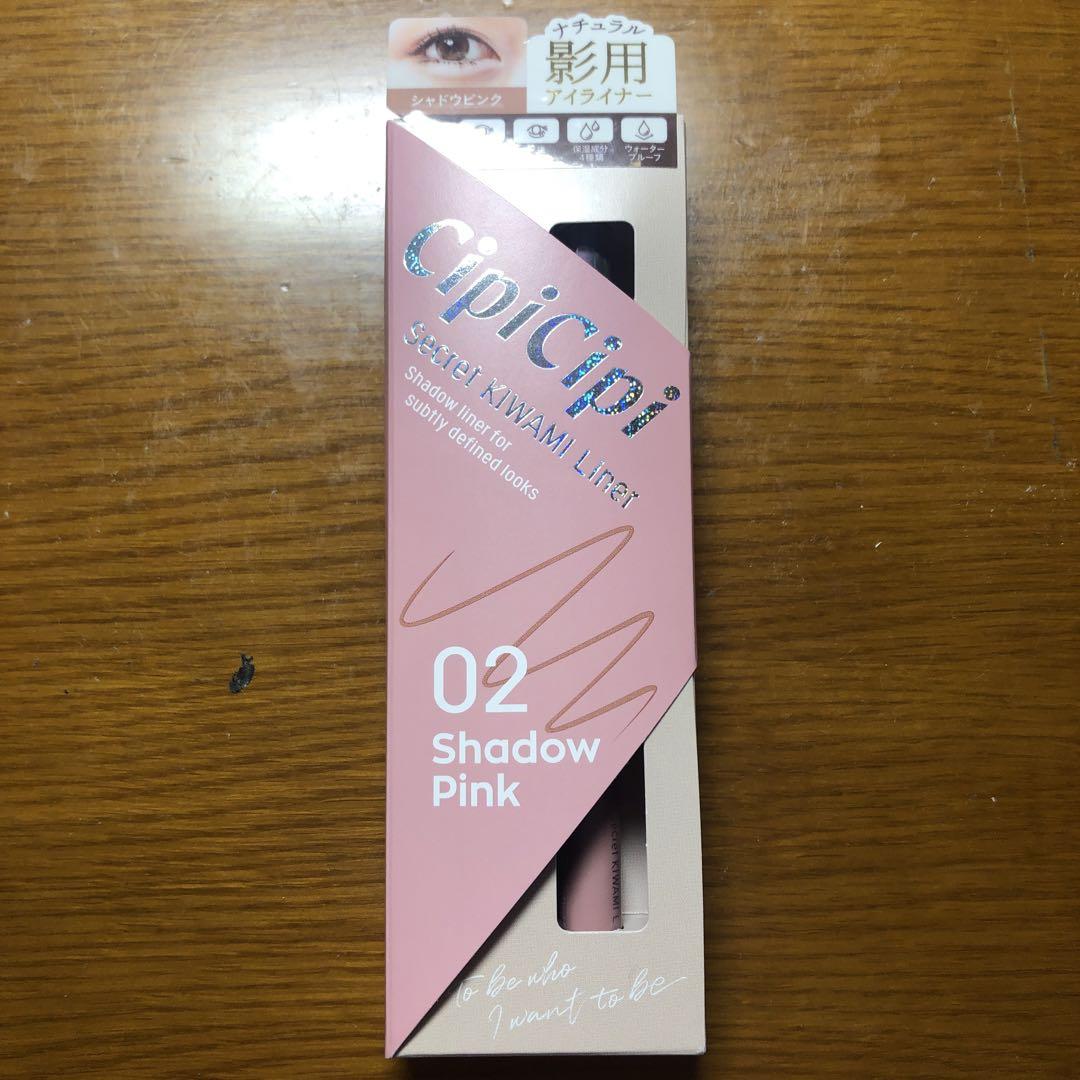 ナチュラル
影用
アイライナー
シャドウピンク
保湿成分
4種類
ウォーター
プルーフ
CipiCipi
Secret KIWAMI Liner
Shadow liner for
subtly defined looks
02
Shadow
Pink
KIWAMI L
to be who
I want to be